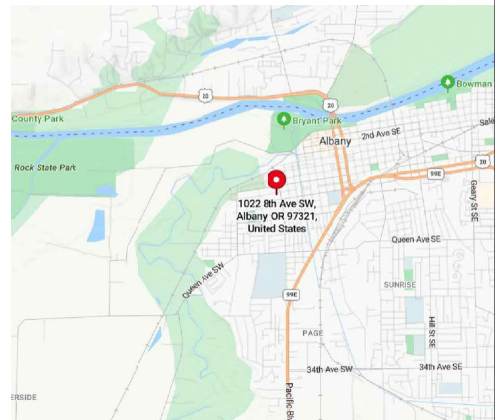 20
20
Bowman
County Park
Bryant Park
2nd Ave SE
Sale
Albany
Rock State Park
99E
20
1022 8th Ave SW,
Albany OR 97321,
United States
Geary St SE
Queen Ave SE
Queen Ave SW
SUNRISE
99E
Hill St SE
PAGE
34th Ave SW
34th Ave SE
ERSIDE
Pacific Bl